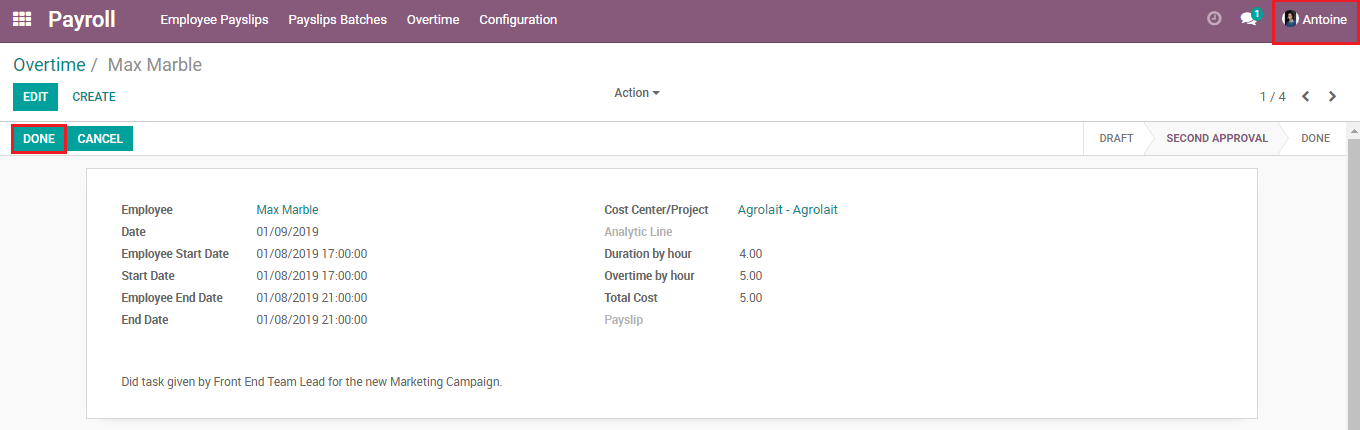 Payroll Employee Payslips Payslips Batches Overtime Configuration 1 Antoine
Overtime / Max Marble
EDIT CREATE Action 1 / 4
DONE CANCEL DRAFT SECOND APPROVAL DONE
Employee Max Marble Cost Center/Project Agrolait - Agrolait
Date 01/09/2019 Analytic Line
Employee Start Date 01/08/2019 17:00:00 Duration by hour 4.00
Start Date 01/08/2019 17:00:00 Overtime by hour 5.00
Employee End Date 01/08/2019 21:00:00 Total Cost 5.00
End Date 01/08/2019 21:00:00 Payslip
Did task given by Front End Team Lead for the new Marketing Campaign.